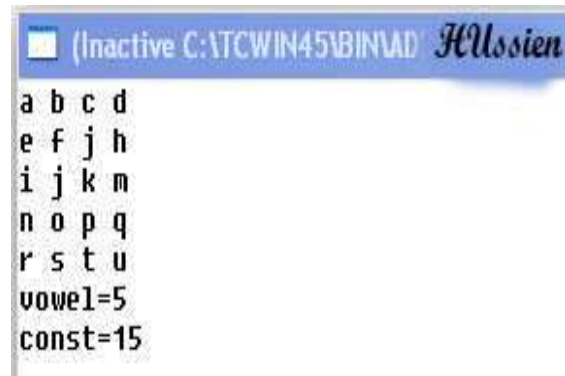 (Inactive C:\TCWIN45\BIN\AD HUssien
a b c d
e f j h
i j k m
n o p q
r s t u
vowel=5
const=15